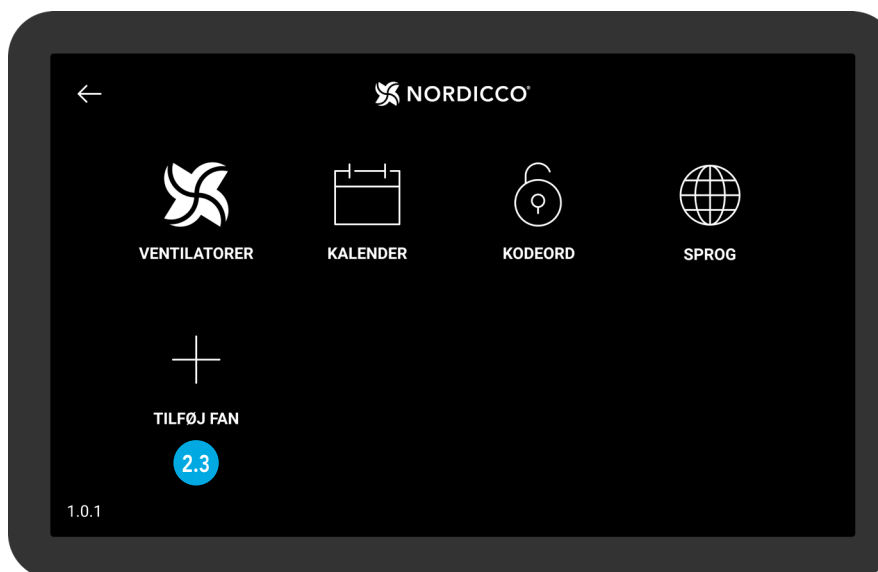 NORDICCO®
VENTILATORER
KALENDER
KODEORD
SPROG
TILFØJ FAN
2.3
1.0.1